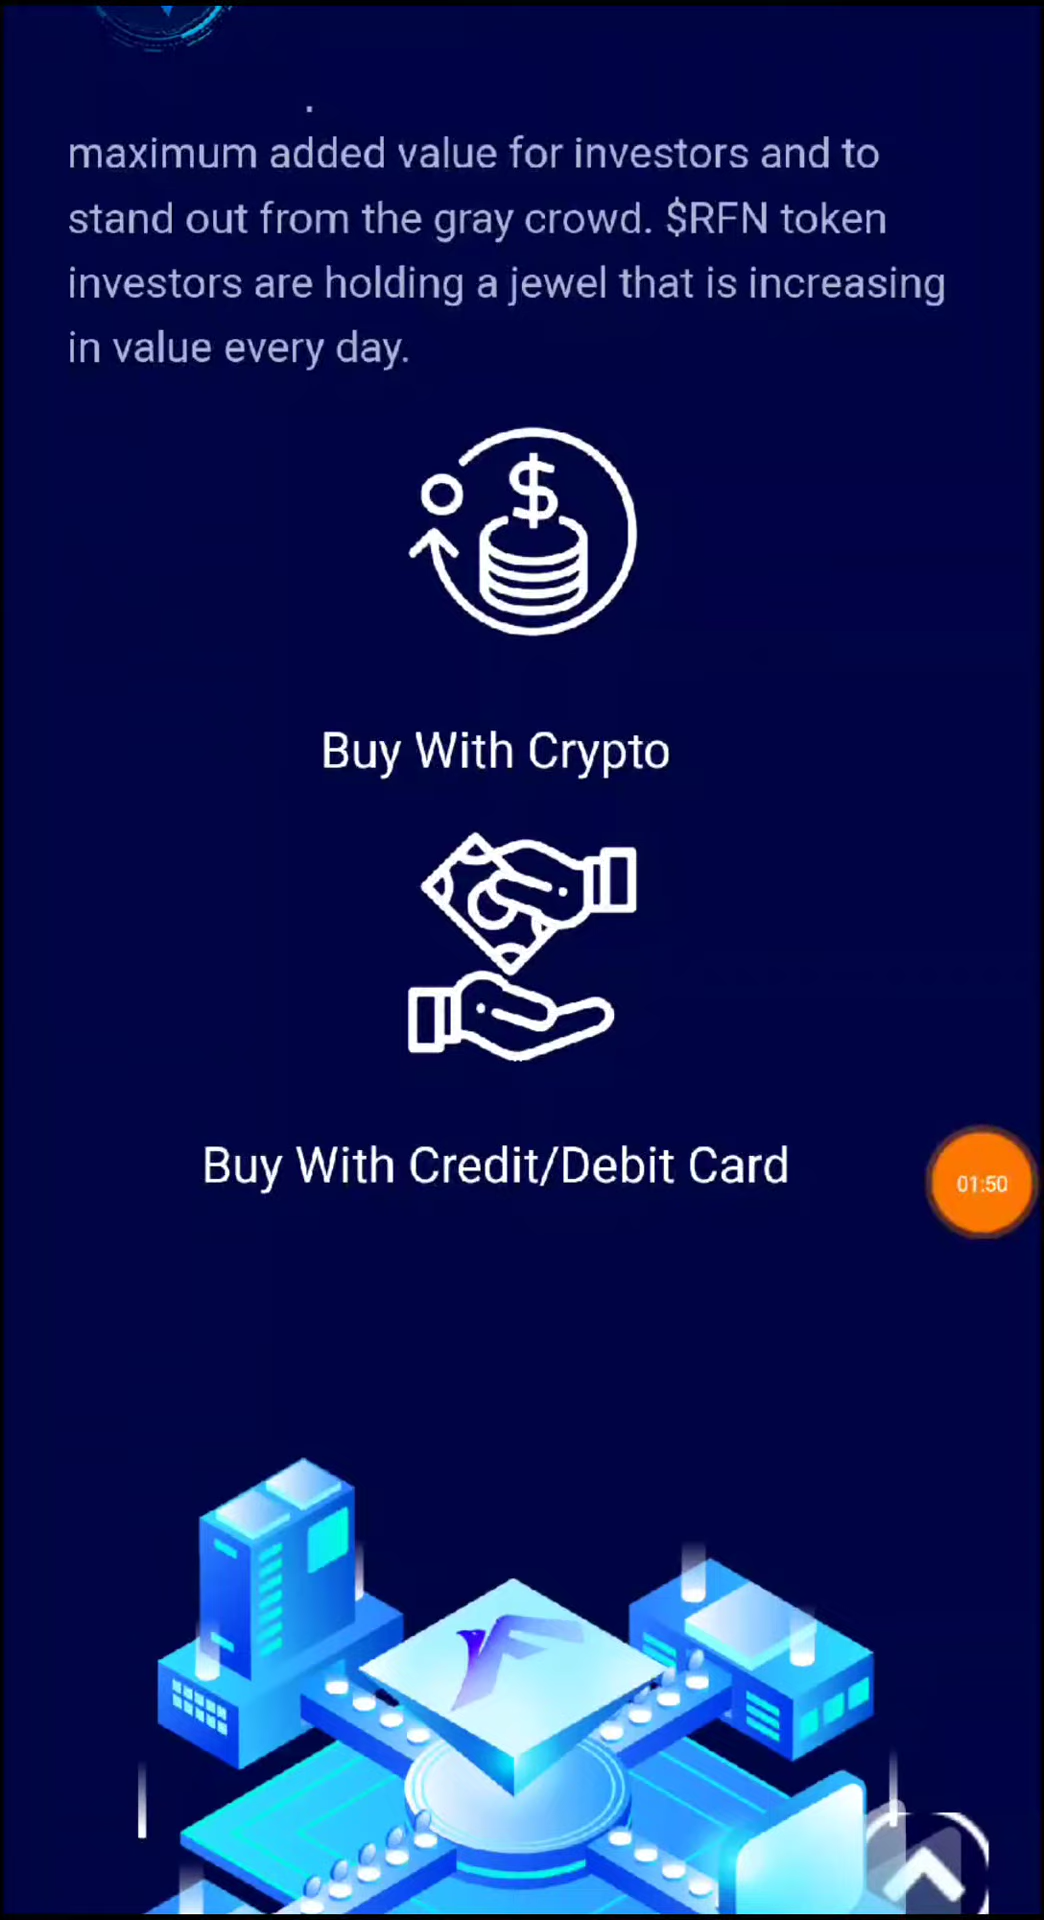 maximum added value for investors and to
stand out from the gray crowd. $RFN token
investors are holding a jewel that is increasing
in value every day.
$
Buy With Crypto
Buy With Credit/Debit Card
01:50